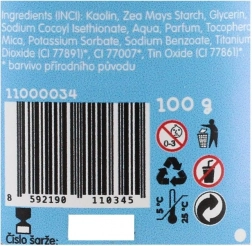 Ingredients (INCI): Kaolin, Zea Mays Starch, Glycerin,
Sodium Cocoyl Isethionate, Aqua, Parfum, Tocopher
Mica, Potassium Sorbate, Sodium Benzoate, Titanium
Dioxide (CI 77891)*, CI 77007*, Tin Oxide (CI 77861)*
* barvivo přírodního původu
11000034
100 g
0-3
8 592190 110345
5°C
25°C
Číslo šarže: